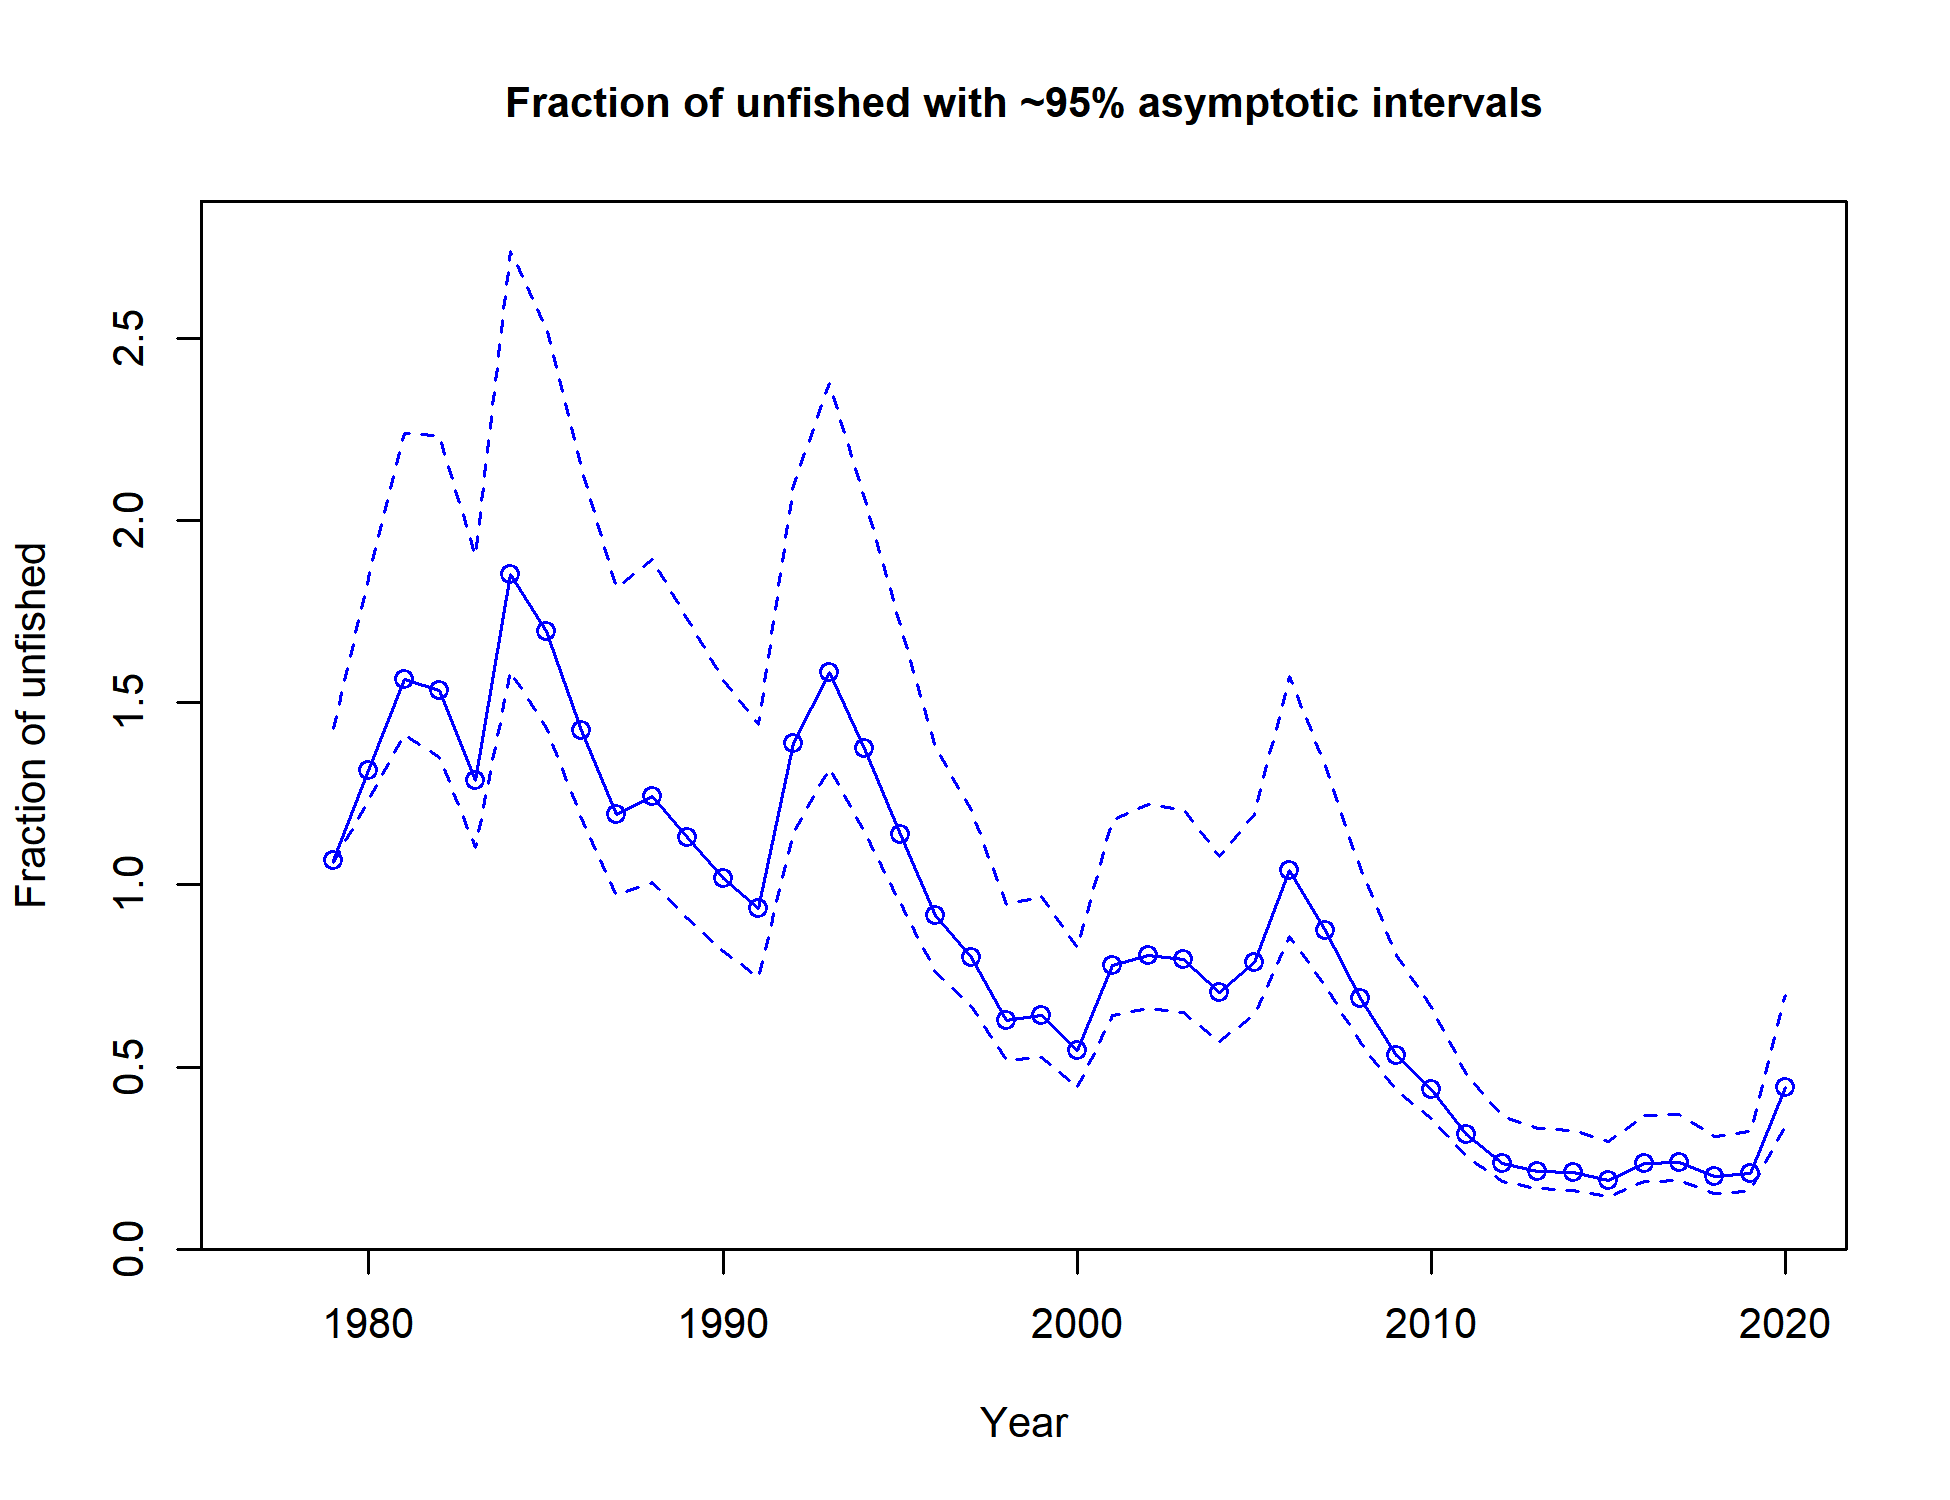 Fraction of unfished with ~95% asymptotic intervals
Fraction of unfished
2.5
2.0
1.5
1.0
0.5
0.0
1980 1990 2000 2010 2020
Year